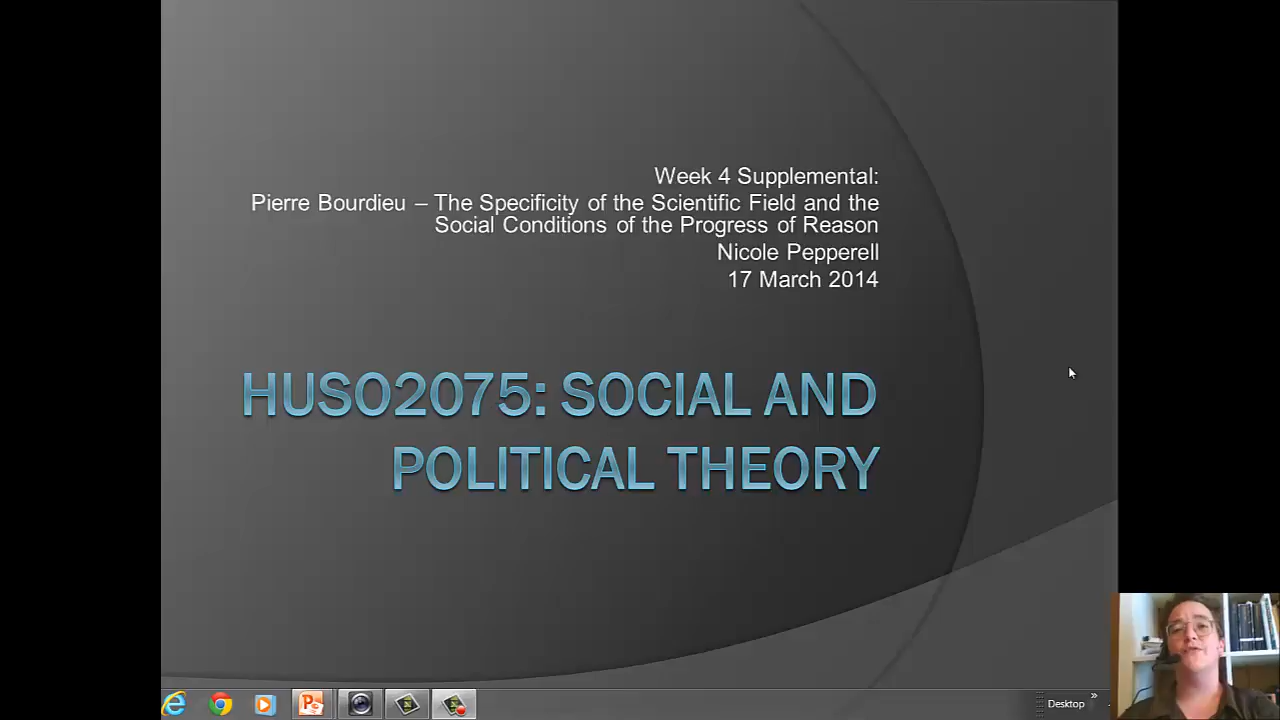 Week 4 Supplemental:
Pierre Bourdieu – The Specificity of the Scientific Field and the
Social Conditions of the Progress of Reason
Nicole Pepperell
17 March 2014
HUSO2075: SOCIAL AND
POLITICAL THEORY
Desktop